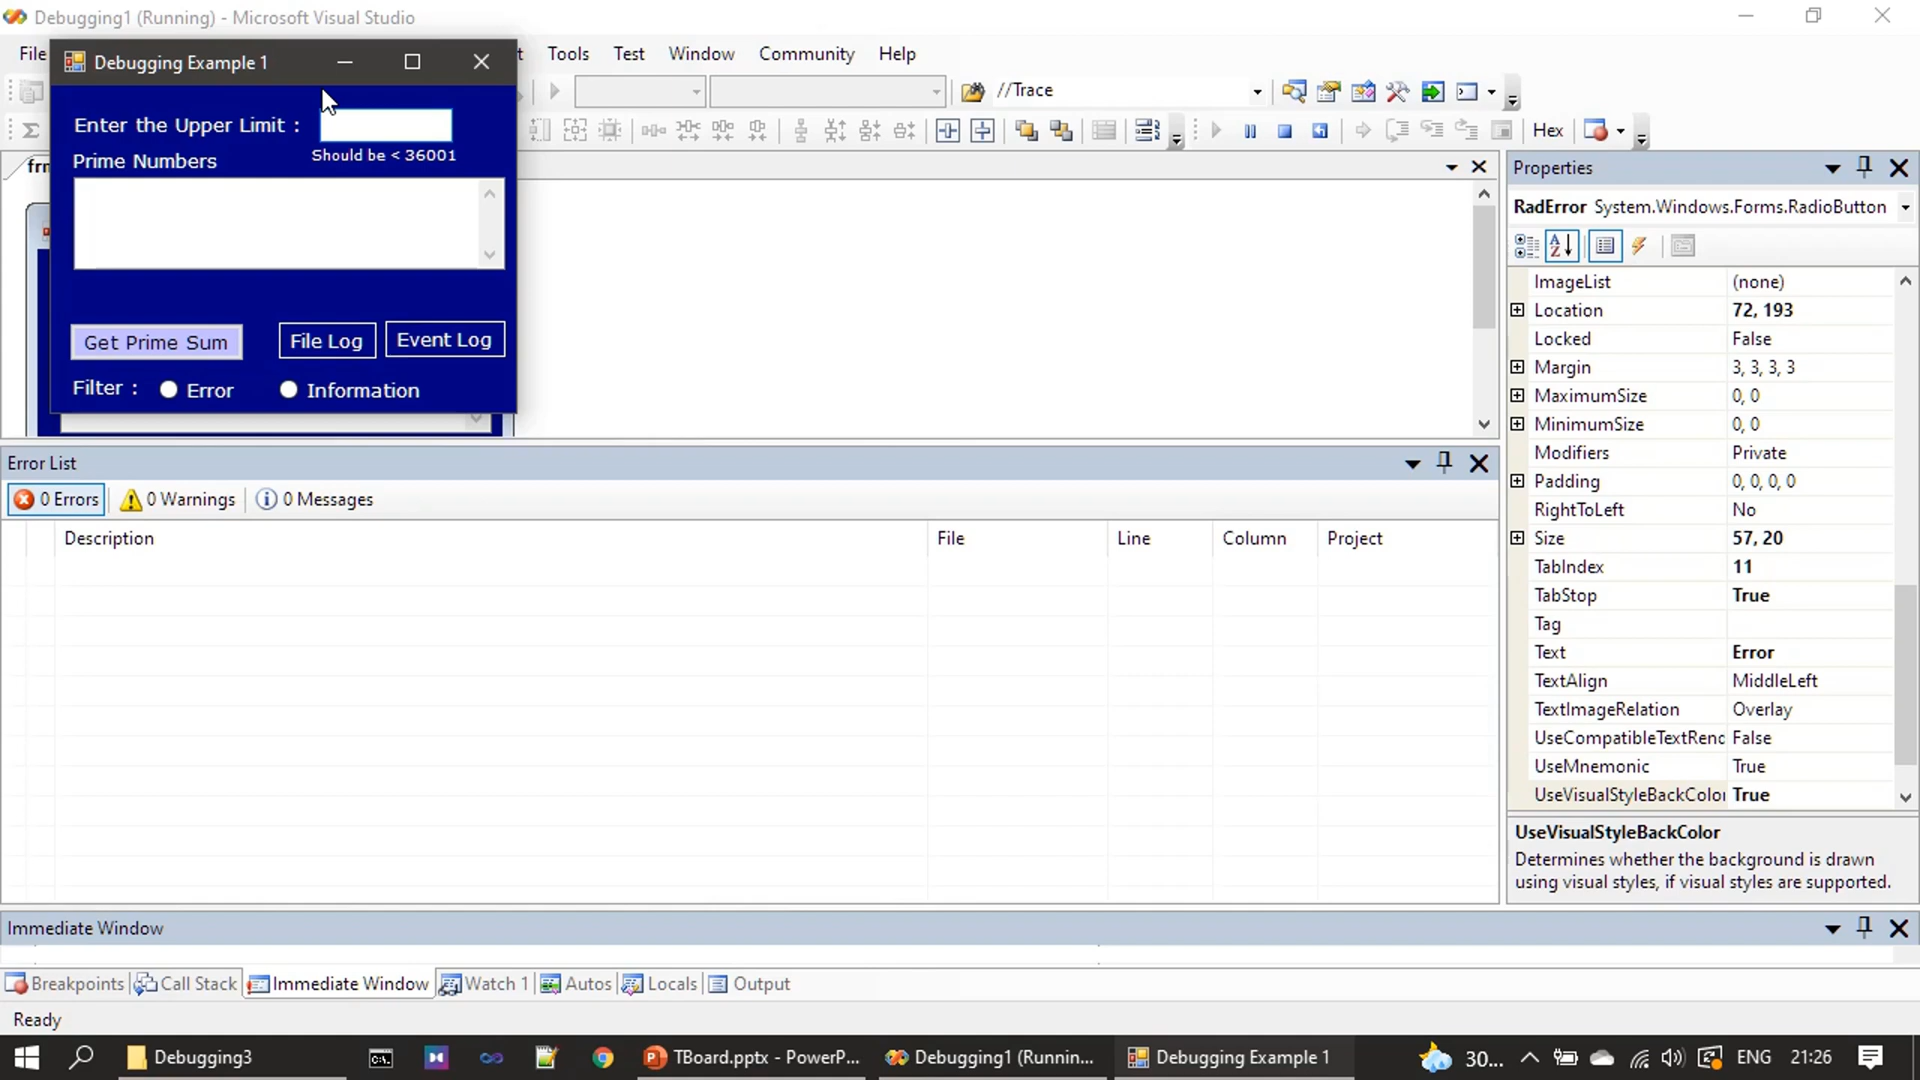 Debugging1 (Running) - Microsoft Visual Studio
File
Tools Test Window Community Help
Debugging Example 1
//Trace
Hex
Enter the Upper Limit :
Should be < 36001
Prime Numbers
Get Prime Sum
File Log
Event Log
Filter :
Error
Information
frm
Properties
RadError System.Windows.Forms.RadioButton
ImageList (none)
Location 72, 193
Locked False
Margin 3, 3, 3, 3
MaximumSize 0, 0
MinimumSize 0, 0
Modifiers Private
Padding 0, 0, 0, 0
RightToLeft No
Size 57, 20
TabIndex 11
TabStop True
Tag
Text Error
TextAlign MiddleLeft
TextImageRelation Overlay
UseCompatibleTextRend False
UseMnemonic True
UseVisualStyleBackColor True
UseVisualStyleBackColor
Determines whether the background is drawn
using visual styles, if visual styles are supported.
Error List
0 Errors 0 Warnings 0 Messages
Description File Line Column Project
Immediate Window
Breakpoints Call Stack Immediate Window Watch 1 Autos Locals Output
Ready
Debugging3
TBoard.pptx - PowerP...
Debugging1 (Runnin...
Debugging Example 1
30...
ENG
21:26